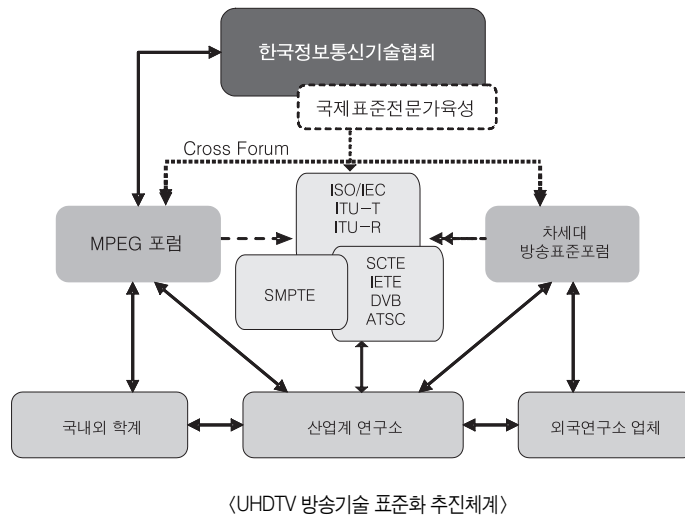 한국정보통신기술협회
국제표준전문가육성
Cross Forum
ISO/IEC
ITU-T
ITU-R
MPEG 포럼
차세대
방송표준포럼
SMPTE
SCTE
IETE
DVB
ATSC
국내외 학계
산업계 연구소
외국연구소 업체
〈UHDTV 방송기술 표준화 추진체계〉